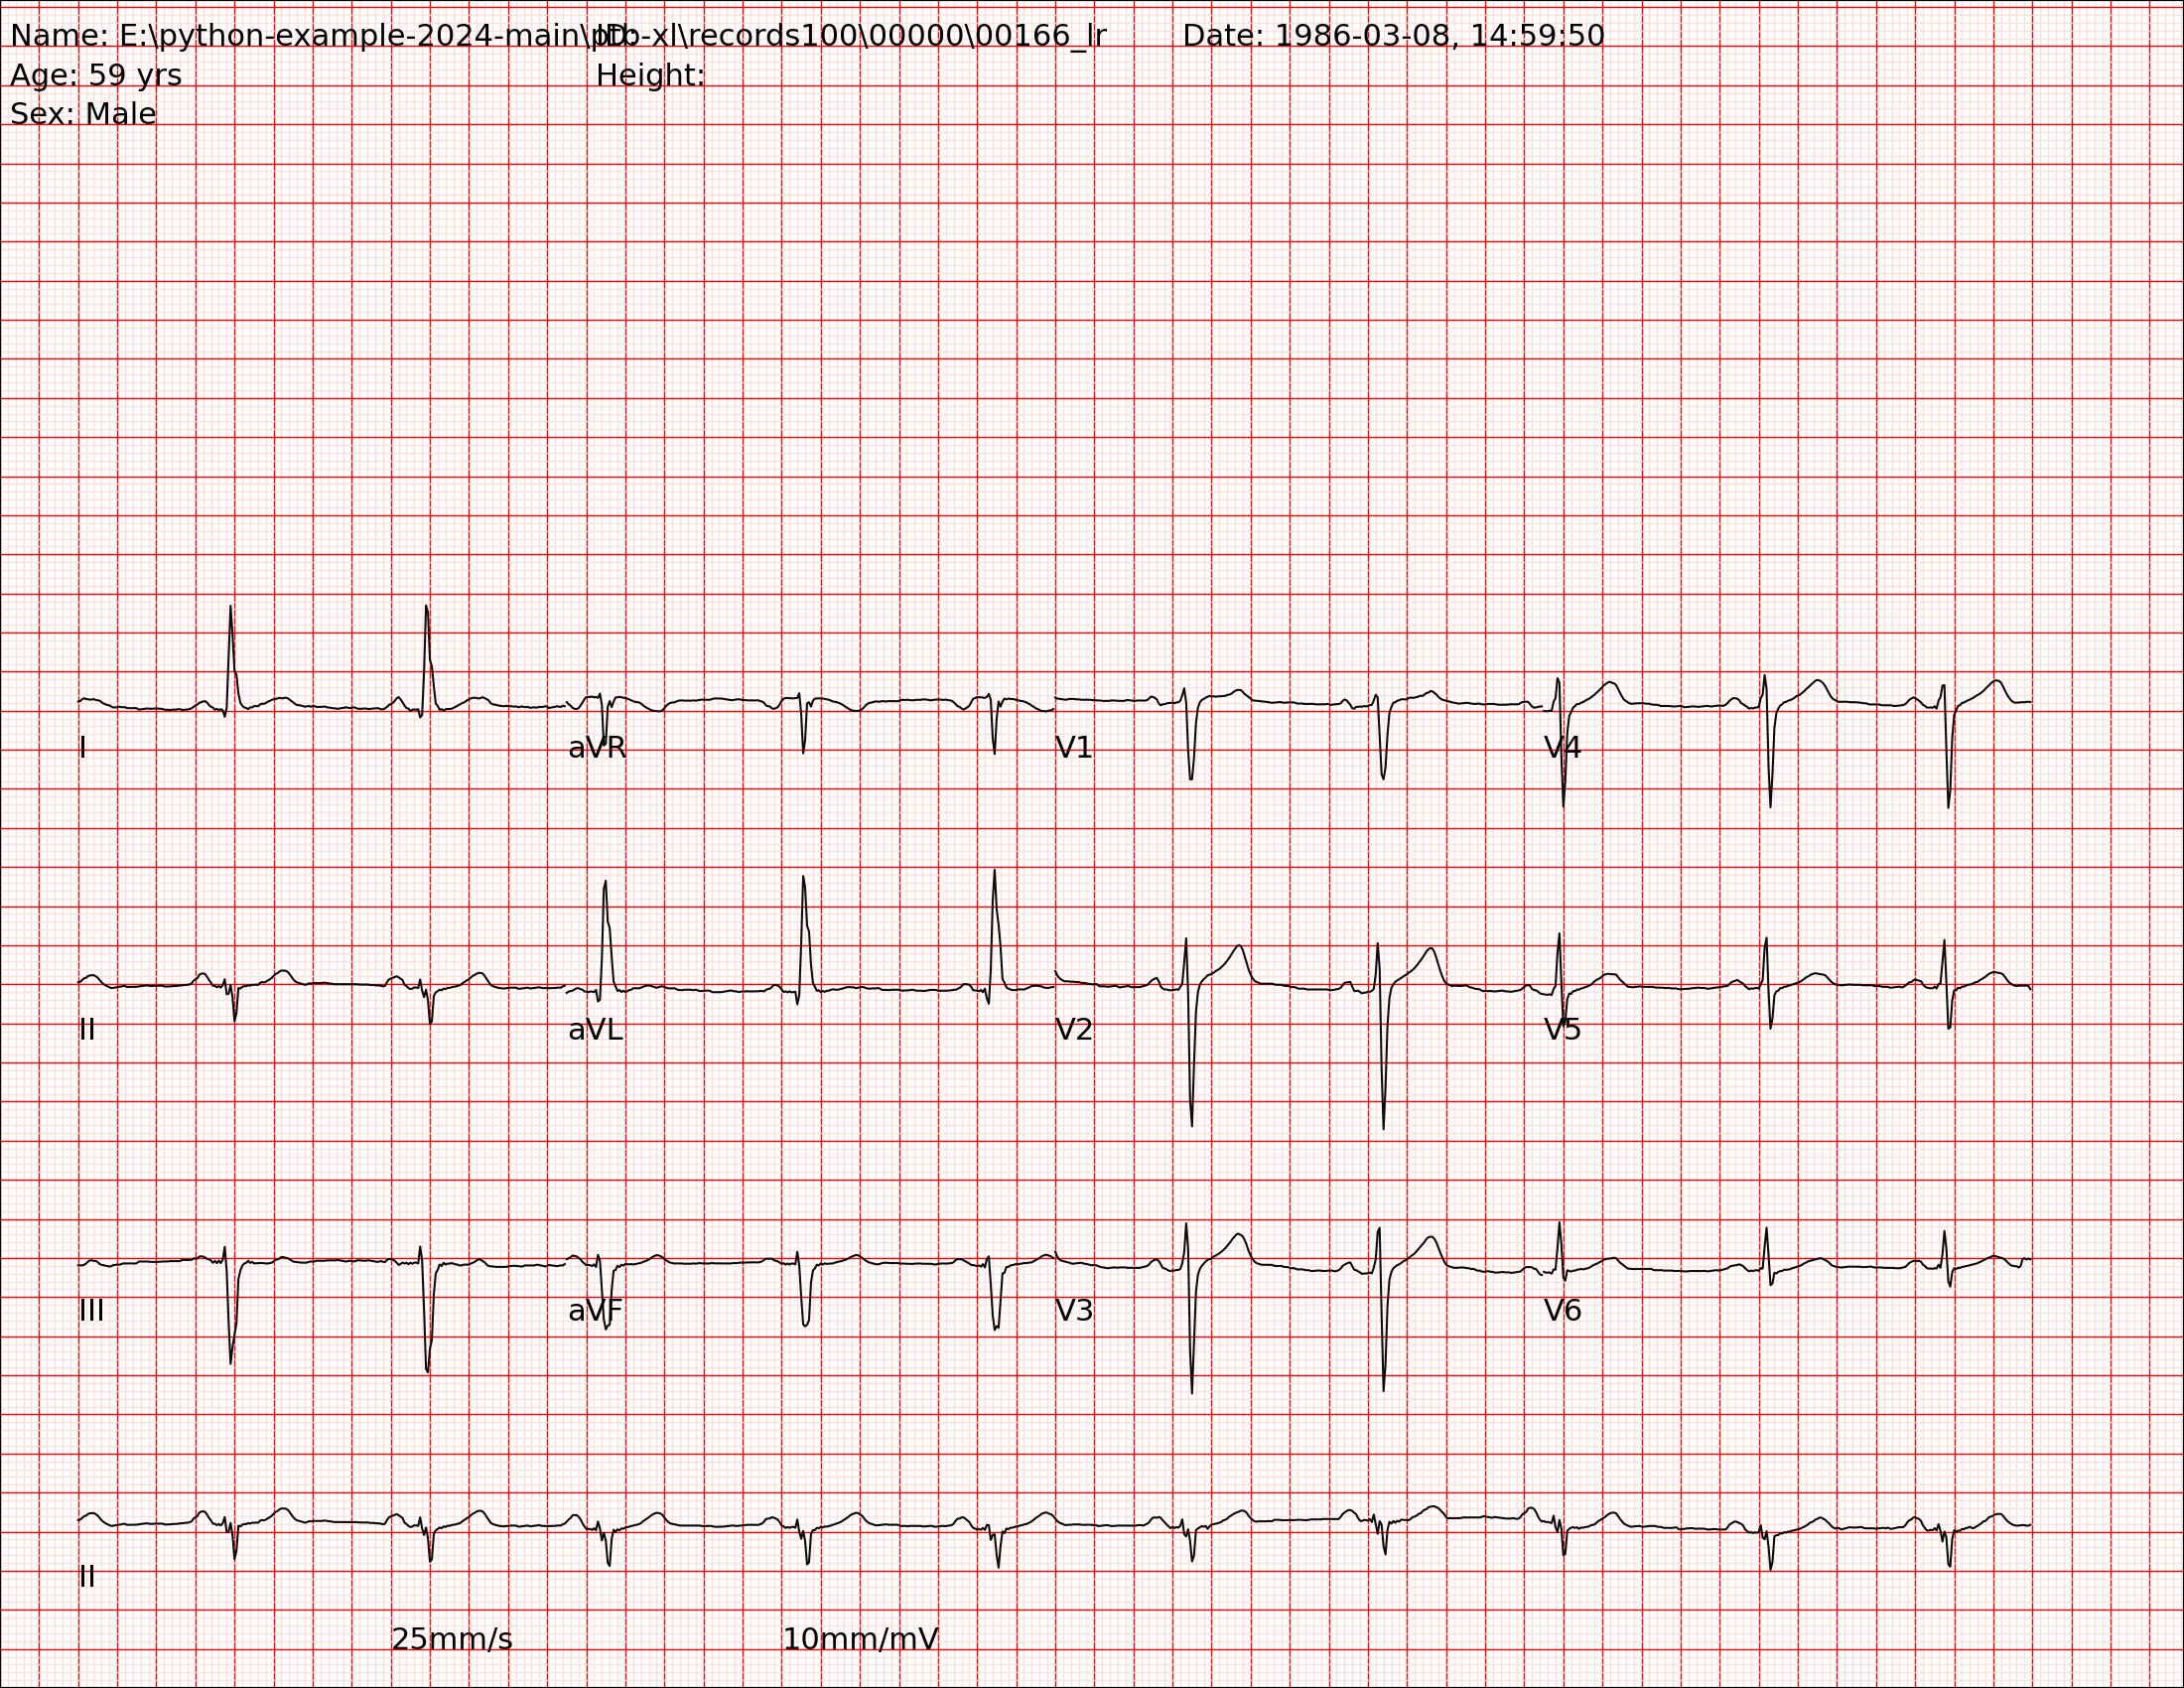 Name: E:\python-example-2024-main\ptb-xl\records100\00000\00166_lr ID: Date: 1986-03-08, 14:59:50
Age: 59 yrs Height:
Sex: Male
I aVR V1 V4
II aVL V2 V5
III aVF V3 V6
II
25mm/s 10mm/mV